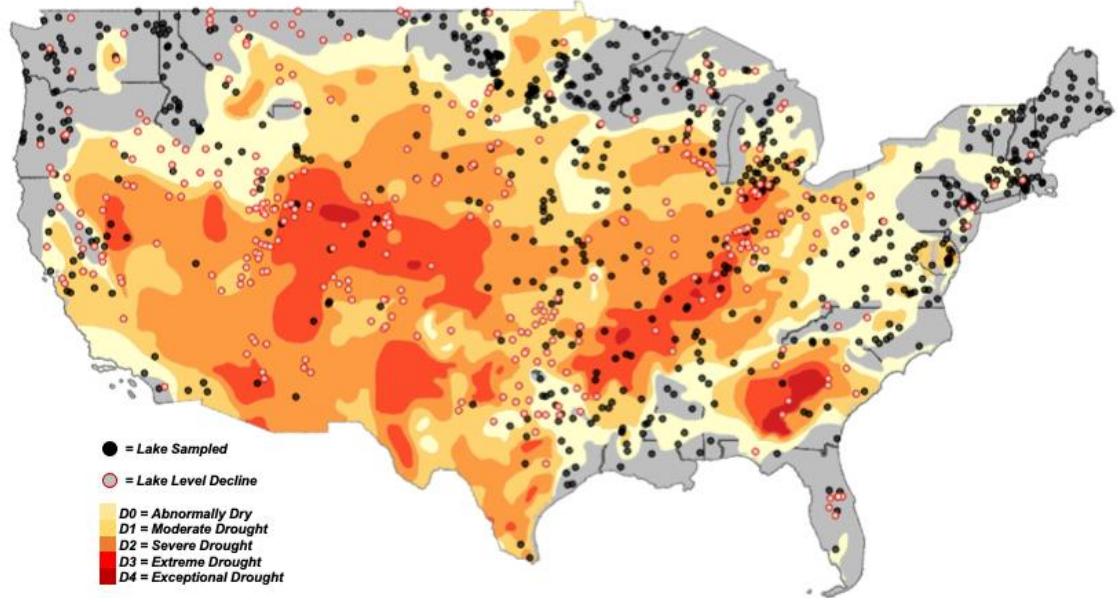 = Lake Sampled
= Lake Level Decline
D0 = Abnormally Dry
D1 = Moderate Drought
D2 = Severe Drought
D3 = Extreme Drought
D4 = Exceptional Drought